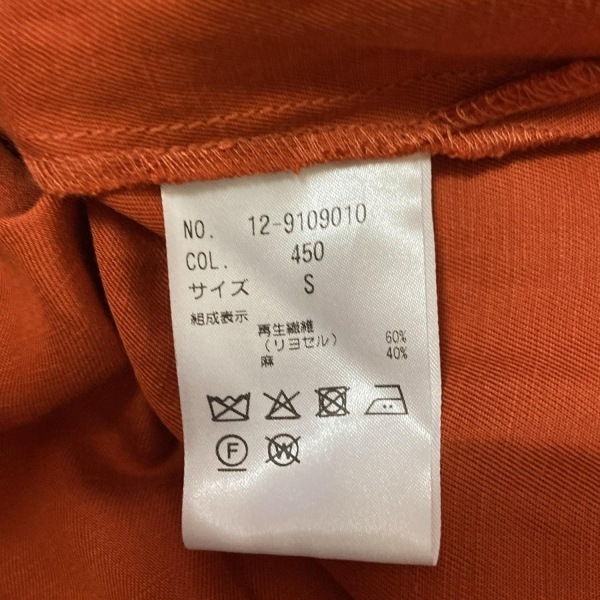 NO. 12-9109010
COL. 450
サイズ S
組成表示
再生繊維
（リヨセル） 60%
麻 40%
F
W